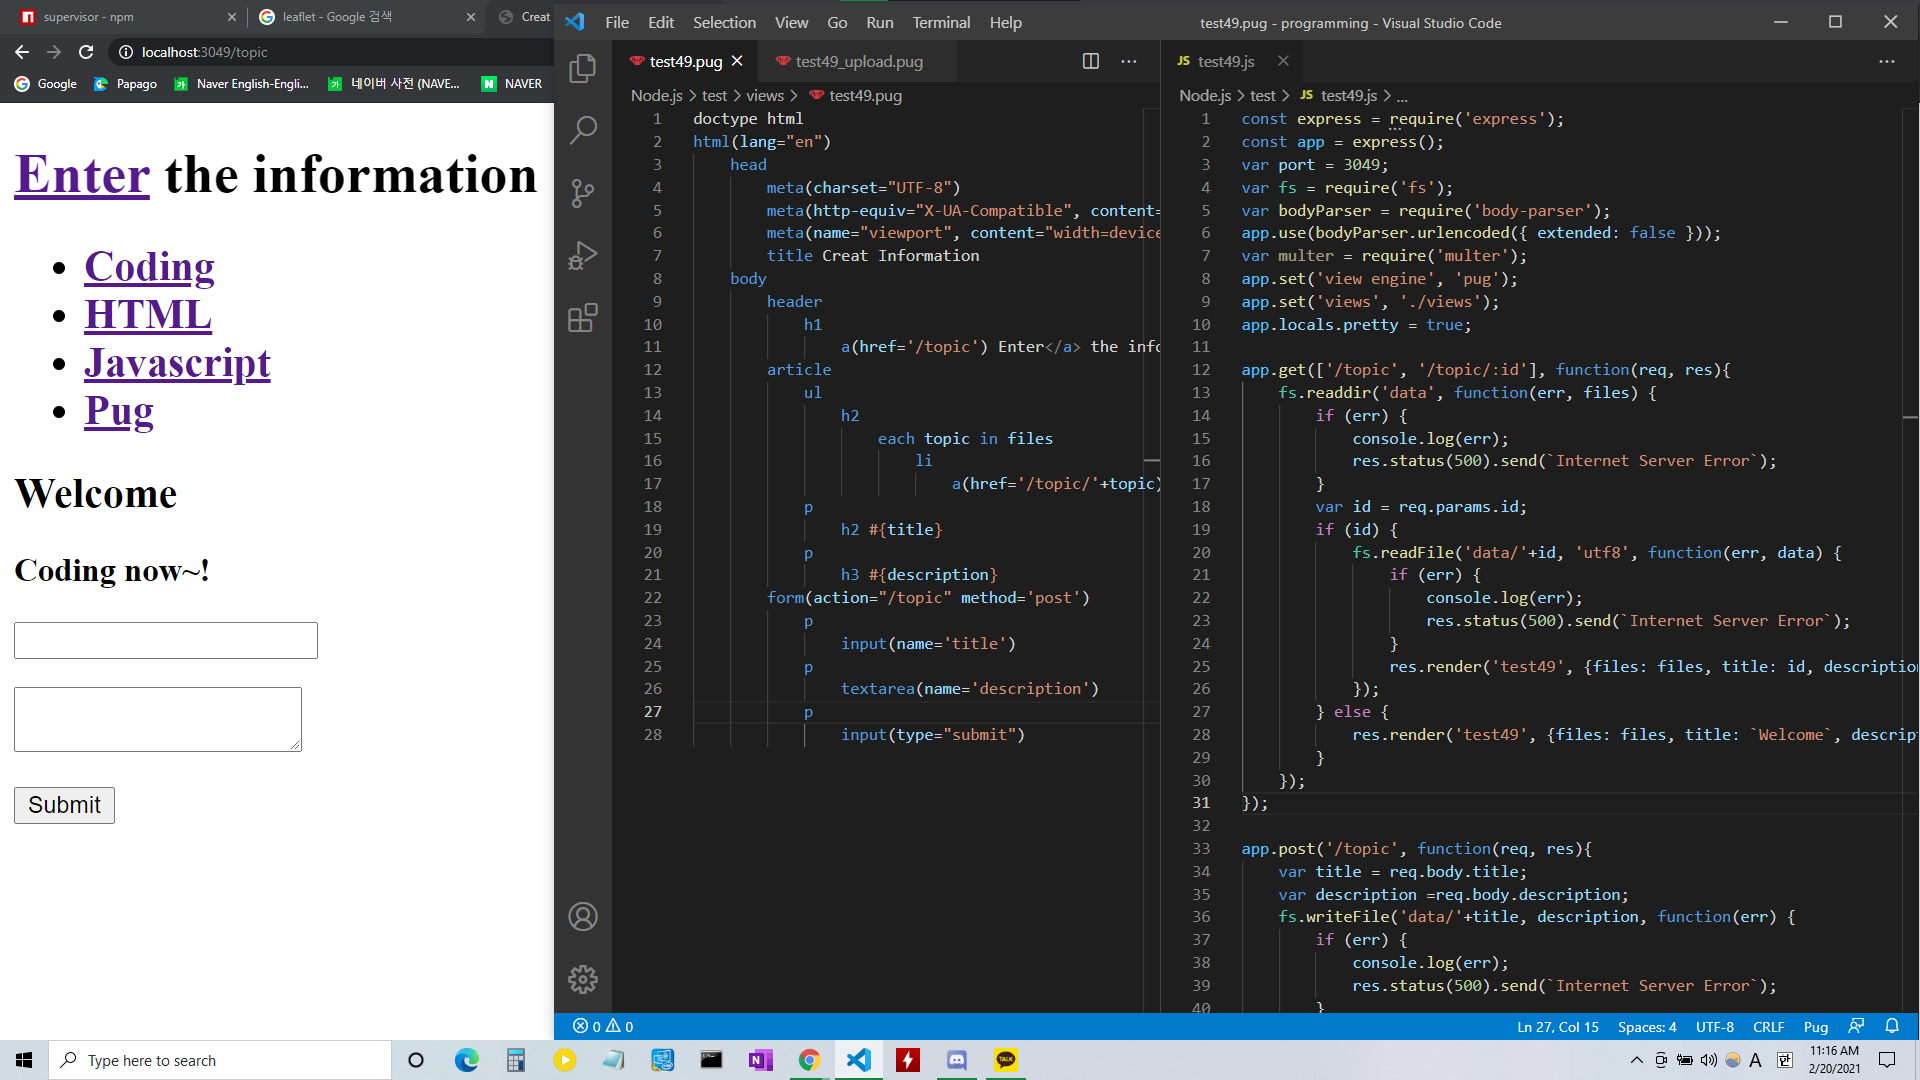 supervisor - npm
leaflet - Google 검색
Creat
localhost:3049/topic
Google
Papago
Naver English-Engli...
네이버 사전 (NAVE...
NAVER
Enter the information
Coding
HTML
Javascript
Pug
Welcome
Coding now~!
Submit
File Edit Selection View Go Run Terminal Help
test49.pug - programming - Visual Studio Code
test49.pug
test49_upload.pug
Node.js > test > views > test49.pug
1 doctype html
2 html(lang="en")
3 head
4 meta(charset="UTF-8")
5 meta(http-equiv="X-UA-Compatible", content=
6 meta(name="viewport", content="width=device
7 title Creat Information
8 body
9 header
10 h1
11 a(href='/topic') Enter</a> the info
12 article
13 ul
14 h2
15 each topic in files
16 li
17 a(href='/topic/'+topic)
18 p
19 h2 #{title}
20 p
21 h3 #{description}
22 form(action="/topic" method='post')
23 p
24 input(name='title')
25 p
26 textarea(name='description')
27 p
28 input(type="submit")
JS test49.js
Node.js > test > JS test49.js > ...
1 const express = require('express');
2 const app = express();
3 var port = 3049;
4 var fs = require('fs');
5 var bodyParser = require('body-parser');
6 app.use(bodyParser.urlencoded({ extended: false }));
7 var multer = require('multer');
8 app.set('view engine', 'pug');
9 app.set('views', './views');
10 app.locals.pretty = true;
11
12 app.get(['/topic', '/topic/:id'], function(req, res){
13 fs.readdir('data', function(err, files) {
14 if (err) {
15 console.log(err);
16 res.status(500).send(`Internet Server Error`);
17 }
18 var id = req.params.id;
19 if (id) {
20 fs.readFile('data/'+id, 'utf8', function(err, data) {
21 if (err) {
22 console.log(err);
23 res.status(500).send(`Internet Server Error`);
24 }
25 res.render('test49', {files: files, title: id, description
26 });
27 } else {
28 res.render('test49', {files: files, title: `Welcome`, descrip
29 }
30 });
31 });
32
33 app.post('/topic', function(req, res){
34 var title = req.body.title;
35 var description =req.body.description;
36 fs.writeFile('data/'+title, description, function(err) {
37 if (err) {
38 console.log(err);
39 res.status(500).send(`Internet Server Error`);
40 }
0 0
Ln 27, Col 15 Spaces: 4 UTF-8 CRLF Pug
Type here to search
TALK
A
한
11:16 AM
2/20/2021